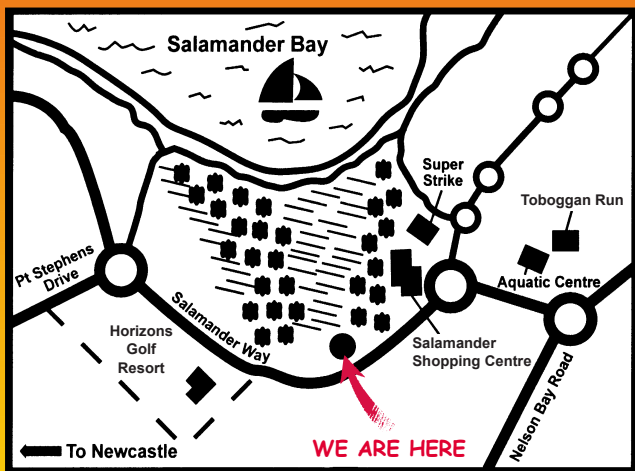 Salamander Bay
Super
Strike
Toboggan Run
Aquatic Centre
Pt Stephens
Drive
Salamander Way
Horizons
Golf
Resort
Salamander
Shopping Centre
Nelson Bay Road
To Newcastle
WE ARE HERE